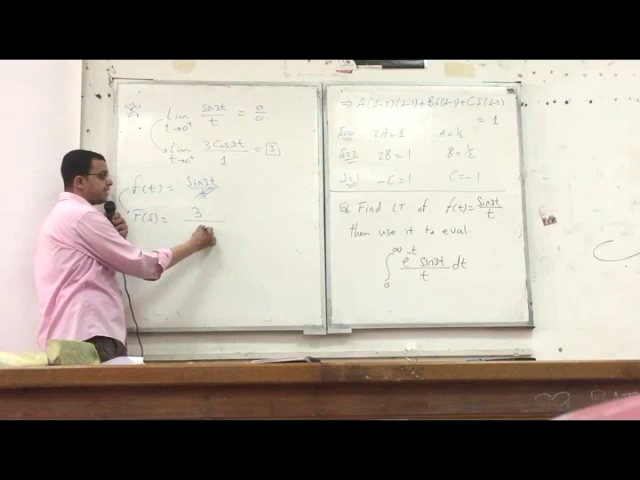 lim sin3t/t = 0/0
t→0⁺
lim 3cos3t/1 = 3
t→0⁺
f(t) = sin3t/t
F(s) = 3
⇒ A(s-2)(s-1)+Bs(s-1)+Cs(s-2)
= 1
s=0 2A=1 A=½
s=2 2B=1 B=½
s=1 -C=1 C=-1
Find LT of f(t)=sin3t/t
then use it to eval.
∫₀^∞ e^-t sin3t/t dt